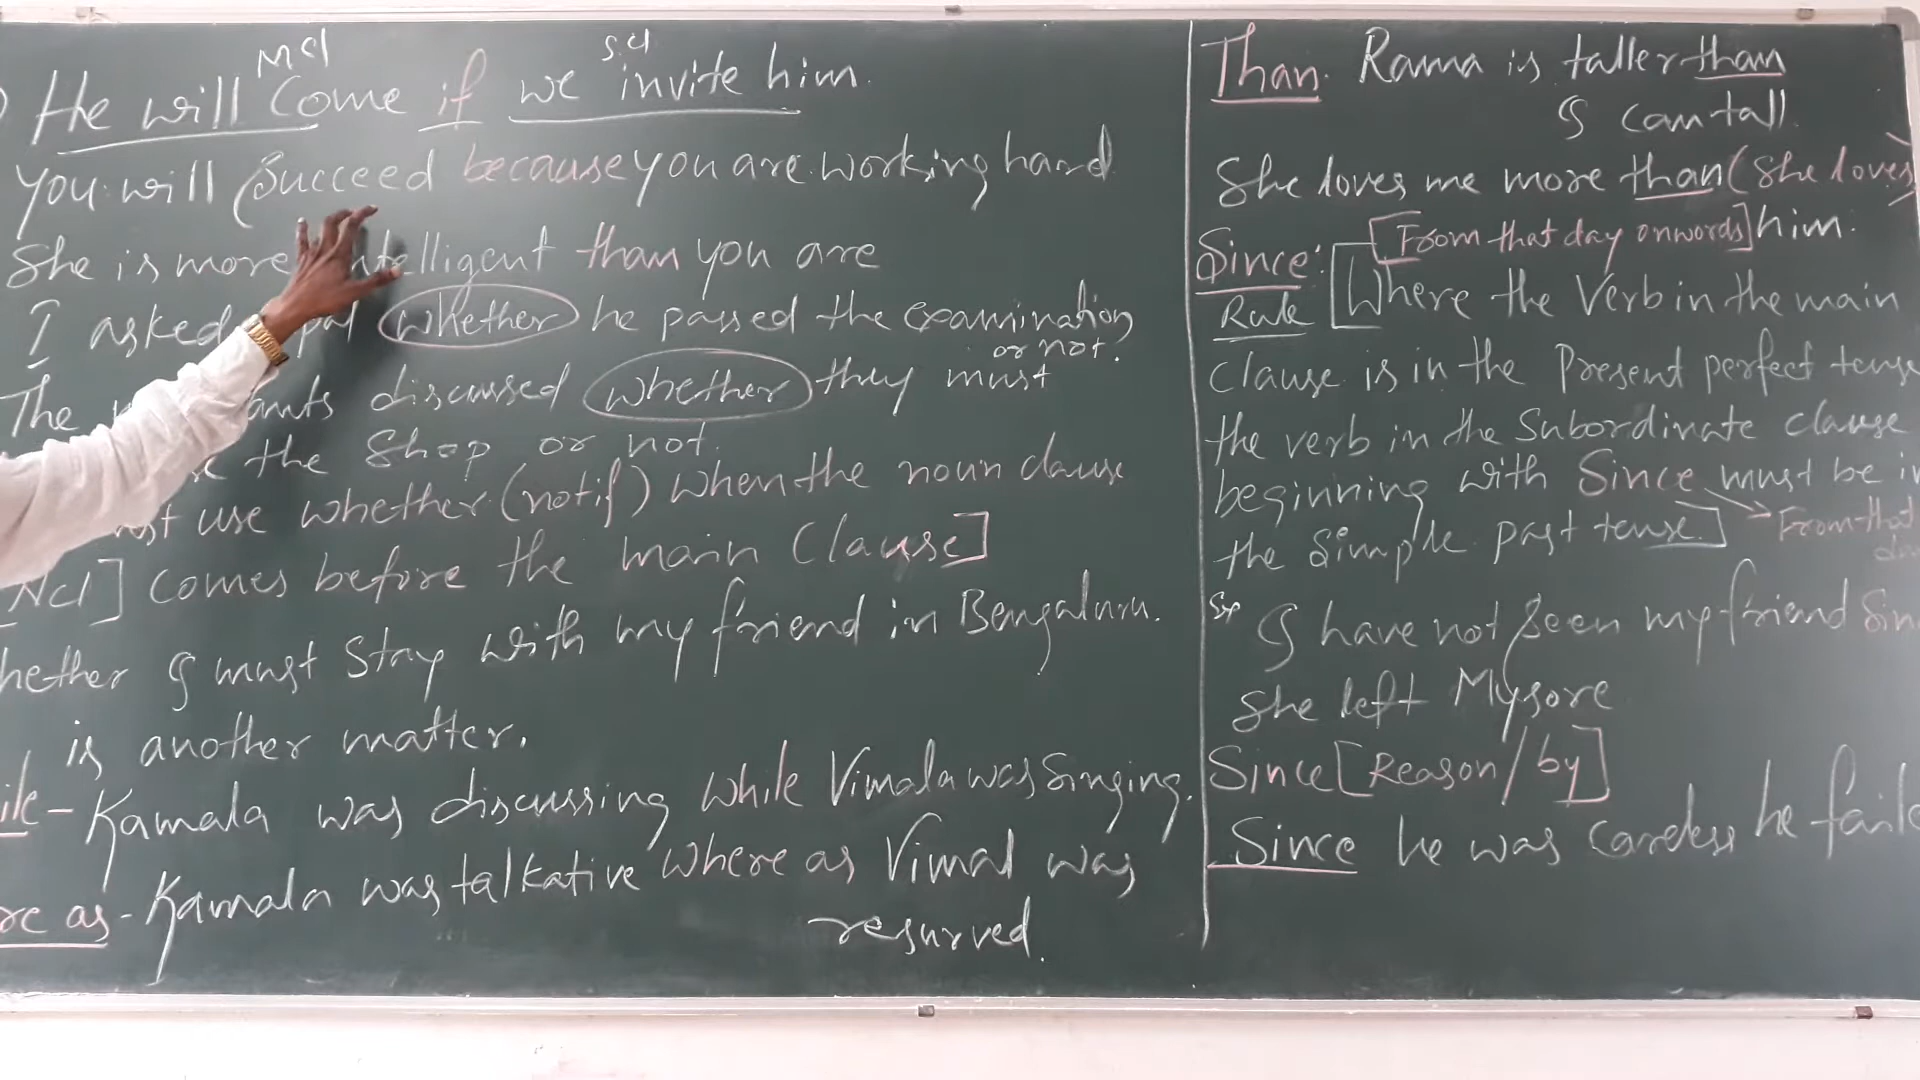 MCl S.Cl
He will Come if we invite him.
You will Succeed because you are working hard
She is more intelligent than you are
I asked whether he passed the examination
or not.
The discussed whether they must
the Shop or not.
use whether (not if) when the noun clause
NCl] comes before the main Clause]
hether I must Stay with my friend in Bengaluru.
is another matter.
ile - Kamala was discussing while Vimala was Singing.
re as - Kamala was talkative where as Vimal was
resurved.
Than. Rama is taller than
I am tall.
She loves me more than (she loves)
[From that day onwords] him.
Since:
Rule [Where the Verb in the main
clause is in the Present perfect tense
the verb in the Subordinate clause
beginning with Since must be in
the Simple past tense.] From that
I have not seen my friend Sin
She left Mysore
Since [Reason/by]
Since he was careless he faile